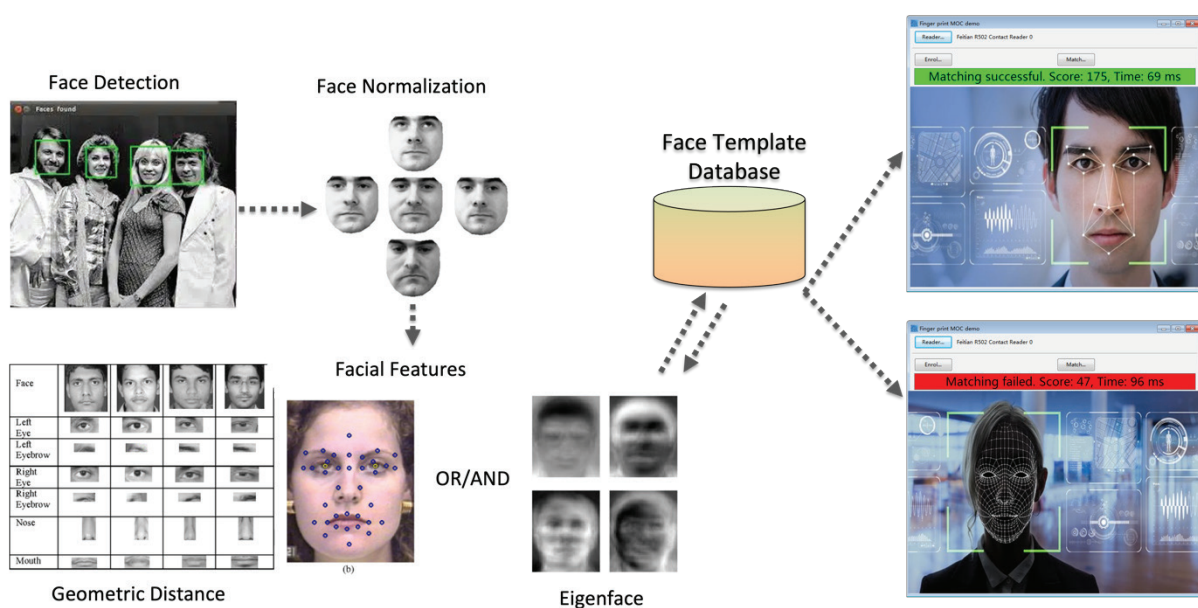 Face Detection
Faces found
Face Normalization
Face Template
Database
Finger print MOC demo
Reader...
Feitian R502 Contact Reader 0
Enrol...
Match...
Matching successful. Score: 175, Time: 69 ms
Facial Features
Face
Left
Eye
Left
Eyebrow
Right
Eye
Right
Eyebrow
Nose
Mouth
(b)
Geometric Distance
OR/AND
Eigenface
Finger print MOC demo
Reader...
Feitian R502 Contact Reader 0
Enrol...
Match...
Matching failed. Score: 47, Time: 96 ms